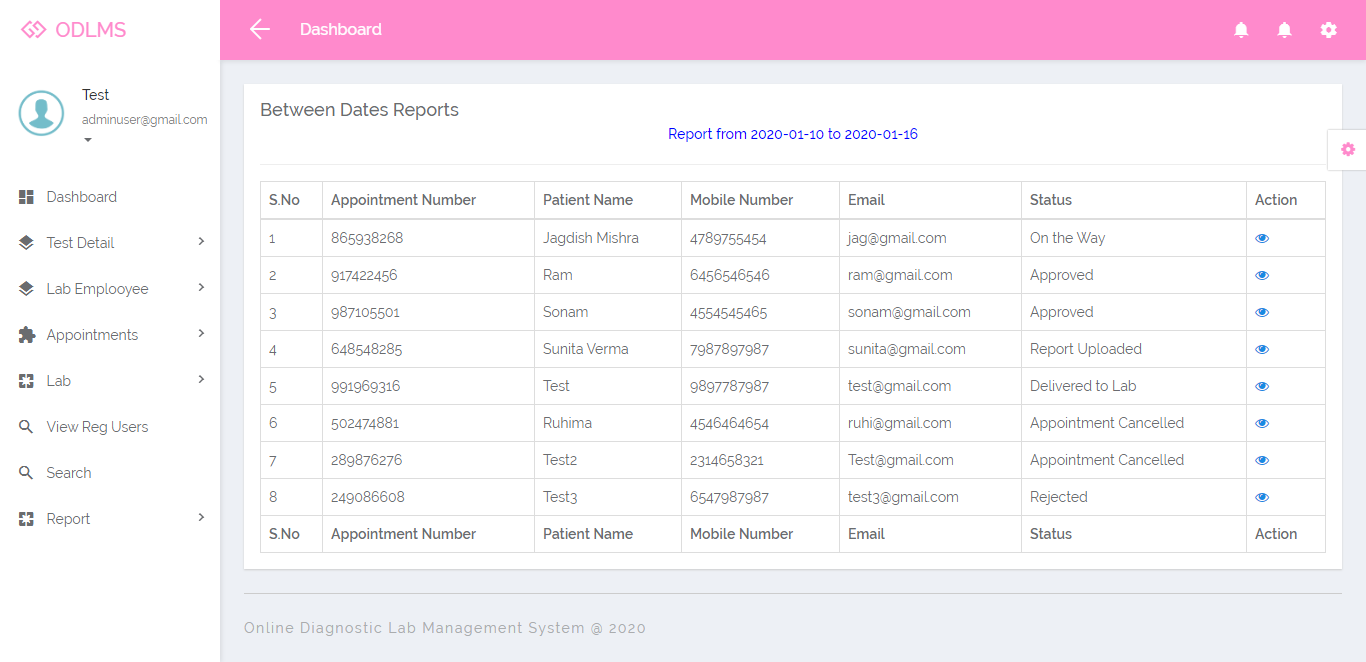 ODLMS
Dashboard
Test
adminuser@gmail.com
Dashboard
Test Detail
Lab Emplooyee
Appointments
Lab
View Reg Users
Search
Report
Between Dates Reports
Report from 2020-01-10 to 2020-01-16
S.No Appointment Number Patient Name Mobile Number Email Status Action
1 865938268 Jagdish Mishra 4789755454 jag@gmail.com On the Way
2 917422456 Ram 6456546546 ram@gmail.com Approved
3 987105501 Sonam 4554545465 sonam@gmail.com Approved
4 648548285 Sunita Verma 7987897987 sunita@gmail.com Report Uploaded
5 991969316 Test 9897787987 test@gmail.com Delivered to Lab
6 502474881 Ruhima 4546464654 ruhi@gmail.com Appointment Cancelled
7 289876276 Test2 2314658321 Test@gmail.com Appointment Cancelled
8 249086608 Test3 6547987987 test3@gmail.com Rejected
S.No Appointment Number Patient Name Mobile Number Email Status Action
Online Diagnostic Lab Management System @ 2020